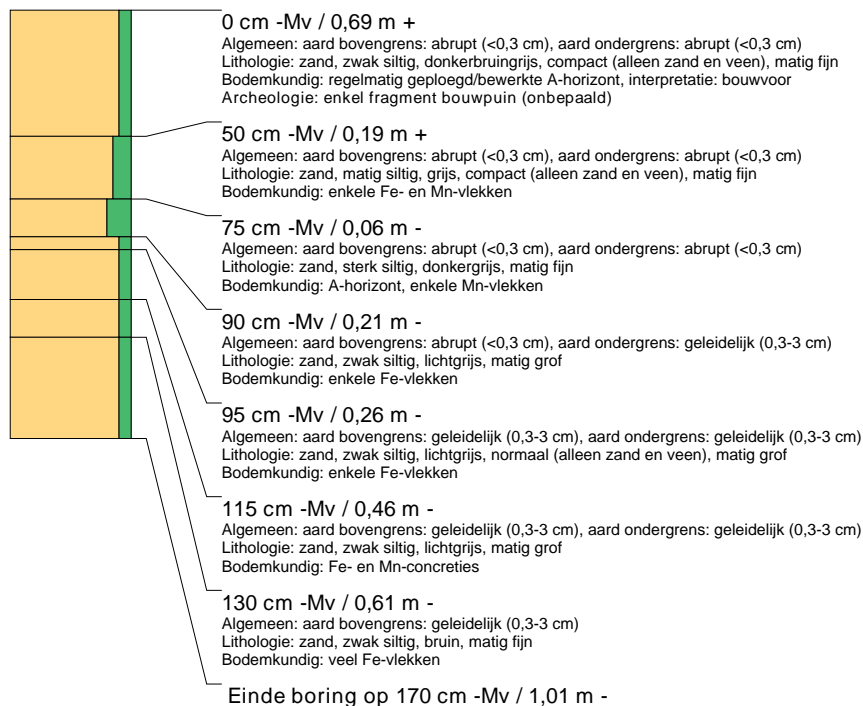 0 cm -Mv / 0,69 m +
Algemeen: aard bovengrens: abrupt (<0,3 cm), aard ondergrens: abrupt (<0,3 cm)
Lithologie: zand, zwak siltig, donkerbruingrijs, compact (alleen zand en veen), matig fijn
Bodemkundig: regelmatig geploegd/bewerkte A-horizont, interpretatie: bouwvoor
Archeologie: enkel fragment bouwpuin (onbepaald)
50 cm -Mv / 0,19 m +
Algemeen: aard bovengrens: abrupt (<0,3 cm), aard ondergrens: abrupt (<0,3 cm)
Lithologie: zand, matig siltig, grijs, compact (alleen zand en veen), matig fijn
Bodemkundig: enkele Fe- en Mn-vlekken
75 cm -Mv / 0,06 m -
Algemeen: aard bovengrens: abrupt (<0,3 cm), aard ondergrens: abrupt (<0,3 cm)
Lithologie: zand, sterk siltig, donkergrijs, matig fijn
Bodemkundig: A-horizont, enkele Mn-vlekken
90 cm -Mv / 0,21 m -
Algemeen: aard bovengrens: abrupt (<0,3 cm), aard ondergrens: geleidelijk (0,3-3 cm)
Lithologie: zand, zwak siltig, lichtgrijs, matig grof
Bodemkundig: enkele Fe-vlekken
95 cm -Mv / 0,26 m -
Algemeen: aard bovengrens: geleidelijk (0,3-3 cm), aard ondergrens: geleidelijk (0,3-3 cm)
Lithologie: zand, zwak siltig, lichtgrijs, normaal (alleen zand en veen), matig grof
Bodemkundig: enkele Fe-vlekken
115 cm -Mv / 0,46 m -
Algemeen: aard bovengrens: geleidelijk (0,3-3 cm), aard ondergrens: geleidelijk (0,3-3 cm)
Lithologie: zand, zwak siltig, lichtgrijs, matig grof
Bodemkundig: Fe- en Mn-concreties
130 cm -Mv / 0,61 m -
Algemeen: aard bovengrens: geleidelijk (0,3-3 cm)
Lithologie: zand, zwak siltig, bruin, matig fijn
Bodemkundig: veel Fe-vlekken
Einde boring op 170 cm -Mv / 1,01 m -